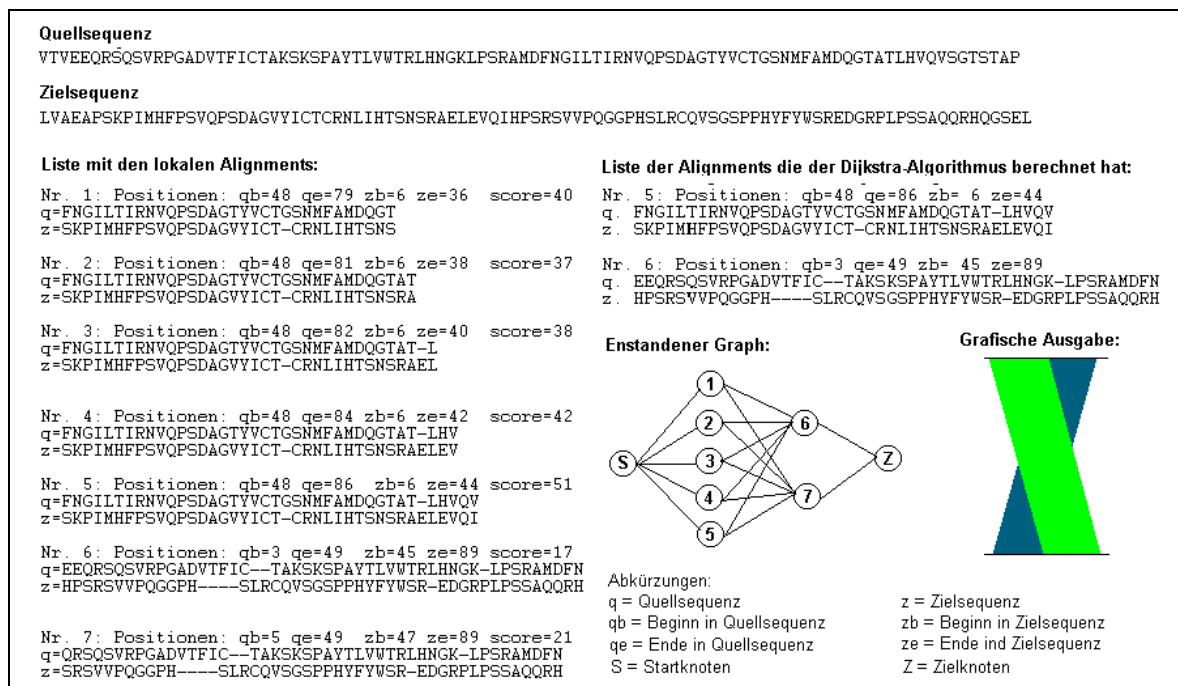 Quellsequenz
VTVEEQRSQSVRPGADVTFICTAKSKSPAYTLVWTRLHNGKLPSRAMDFNGILTIRNVQPSDAGTYVCTGSNMFAMDQGTATLHVQVSGTSTAP
Zielsequenz
LVAEAPSKPIMHFPSVQPSDAGVYICTCRNLIHTSNSRAELEVQIHPSRSVVPQGGPHSLRCQVSGSPPHYFYWSREDGRPLPSSAQQRHQGSEL
Liste mit den lokalen Alignments:
Nr. 1: Positionen: qb=48 qe=79 zb=6 ze=36 score=40
q=FNGILTIRNVQPSDAGTYVCTGSNMFAMDQGT
z=SKPIMHFPSVQPSDAGVYICT-CRNLIHTSNS
Nr. 2: Positionen: qb=48 qe=81 zb=6 ze=38 score=37
q=FNGILTIRNVQPSDAGTYVCTGSNMFAMDQGTAT
z=SKPIMHFPSVQPSDAGVYICT-CRNLIHTSNSRA
Nr. 3: Positionen: qb=48 qe=82 zb=6 ze=40 score=38
q=FNGILTIRNVQPSDAGTYVCTGSNMFAMDQGTAT-L
z=SKPIMHFPSVQPSDAGVYICT-CRNLIHTSNSRAEL
Nr. 4: Positionen: qb=48 qe=84 zb=6 ze=42 score=42
q=FNGILTIRNVQPSDAGTYVCTGSNMFAMDQGTAT-LHV
z=SKPIMHFPSVQPSDAGVYICT-CRNLIHTSNSRAELEV
Nr. 5: Positionen: qb=48 qe=86 zb=6 ze=44 score=51
q=FNGILTIRNVQPSDAGTYVCTGSNMFAMDQGTAT-LHVQV
z=SKPIMHFPSVQPSDAGVYICT-CRNLIHTSNSRAELEVQI
Nr. 6: Positionen: qb=3 qe=49 zb=45 ze=89 score=17
q=EEQRSQSVRPGADVTFIC--TAKSKSPAYTLVWTRLHNGK-LPSRAMDFN
z=HPSRSVVPQGGPH----SLRCQVSGSPPHYFYWSR-EDGRPLPSSAQQRH
Nr. 7: Positionen: qb=5 qe=49 zb=47 ze=89 score=21
q=QRSQSVRPGADVTFIC--TAKSKSPAYTLVWTRLHNGK-LPSRAMDFN
z=SRSVVPQGGPH----SLRCQVSGSPPHYFYWSR-EDGRPLPSSAQQRH
Liste der Alignments die der Dijkstra-Algorithmus berechnet hat:
Nr. 5: Positionen: qb=48 qe=86 zb= 6 ze=44
q. FNGILTIRNVQPSDAGTYVCTGSNMFAMDQGTAT-LHVQV
z. SKPIMHFPSVQPSDAGVYICT-CRNLIHTSNSRAELEVQI
Nr. 6: Positionen: qb=3 qe=49 zb= 45 ze=89
q. EEQRSQSVRPGADVTFIC--TAKSKSPAYTLVWTRLHNGK-LPSRAMDFN
z. HPSRSVVPQGGPH----SLRCQVSGSPPHYFYWSR-EDGRPLPSSAQQRH
Enstandener Graph:
S
1
2
3
4
5
6
7
Z
Grafische Ausgabe:
Abkürzungen:
q = Quellsequenz
qb = Beginn in Quellsequenz
qe = Ende in Quellsequenz
S = Startknoten
z = Zielsequenz
zb = Beginn in Zielsequenz
ze = Ende ind Zielsequenz
Z = Zielknoten